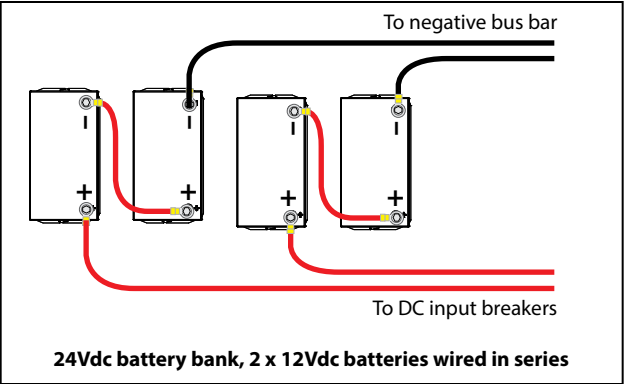 To negative bus bar
− − − −
+ + + +
To DC input breakers
24Vdc battery bank, 2 x 12Vdc batteries wired in series